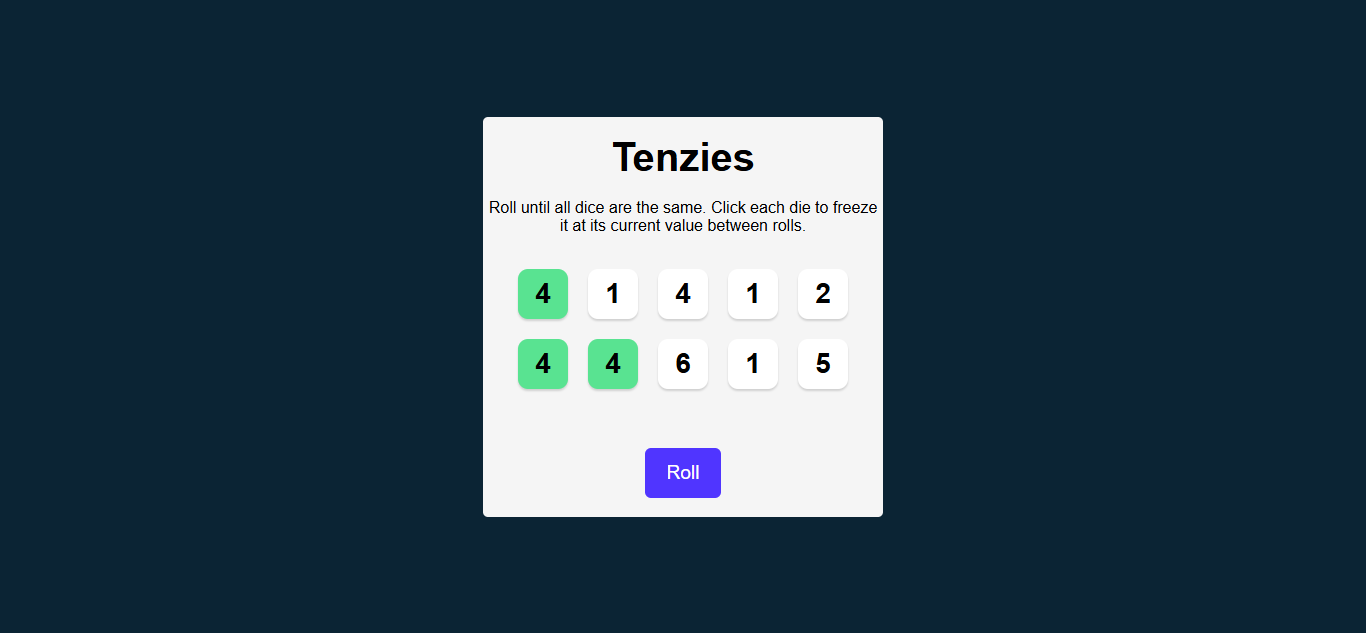 Tenzies
Roll until all dice are the same. Click each die to freeze
it at its current value between rolls.
4 1 4 1 2
4 4 6 1 5
Roll